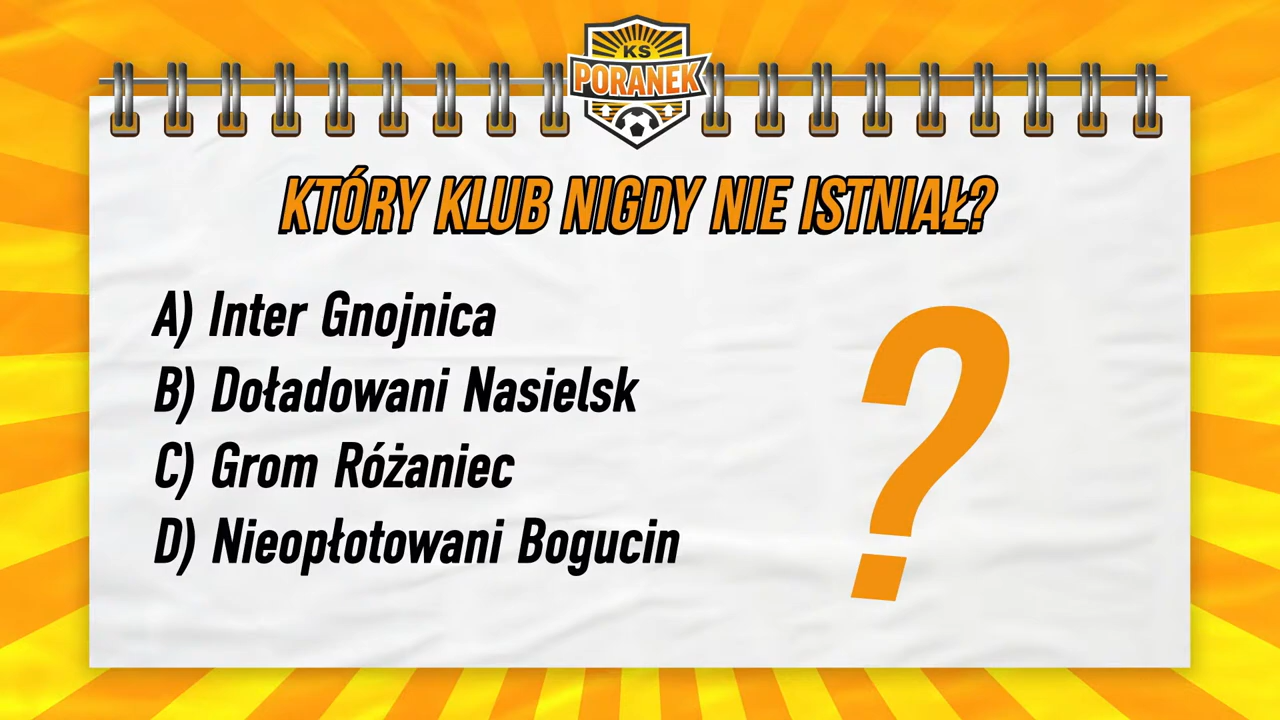 KS
PORANEK
KTÓRY KLUB NIGDY NIE ISTNIAŁ?
A) Inter Gnojnica
B) Doładowani Nasielsk
C) Grom Różaniec
D) Nieopłotowani Bogucin
?